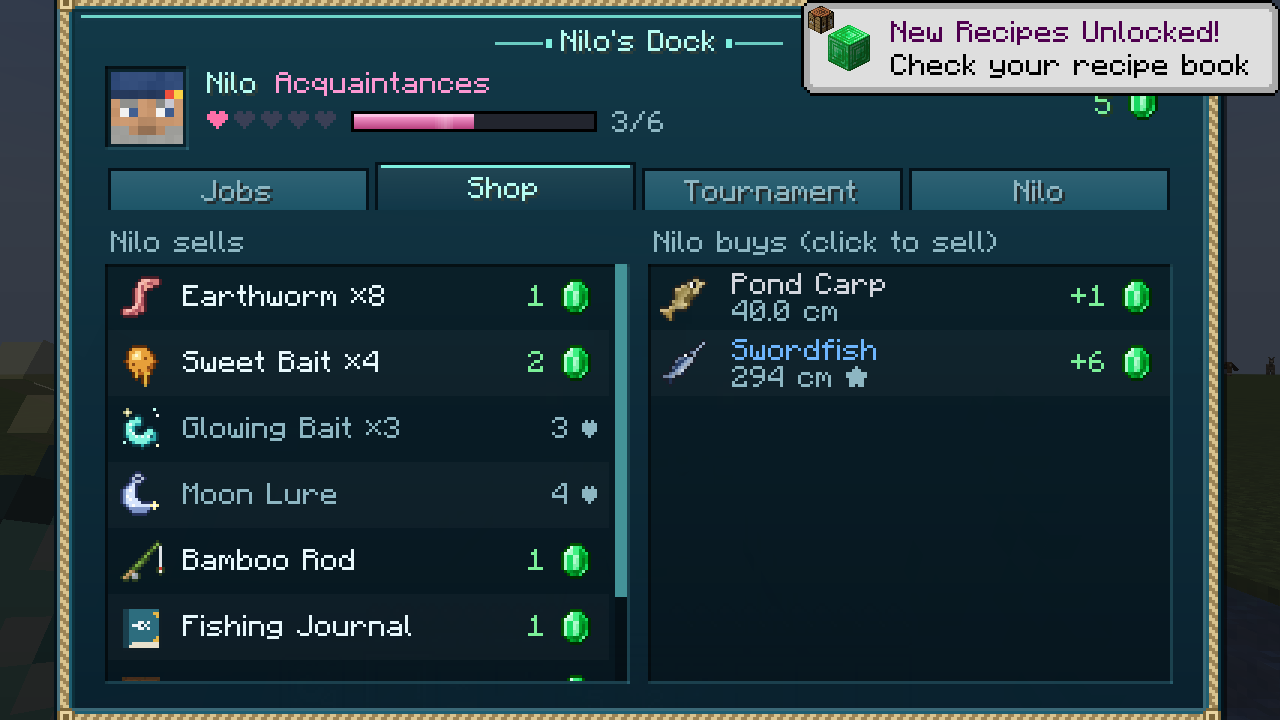 Nilo's Dock
New Recipes Unlocked!
Check your recipe book
Nilo Acquaintances
3/6
5
Jobs
Shop
Tournament
Nilo
Nilo sells
Earthworm ×8 1
Sweet Bait ×4 2
Glowing Bait ×3 3
Moon Lure 4
Bamboo Rod 1
Fishing Journal 1
Nilo buys (click to sell)
Pond Carp
40.0 cm
+1
Swordfish
294 cm
+6